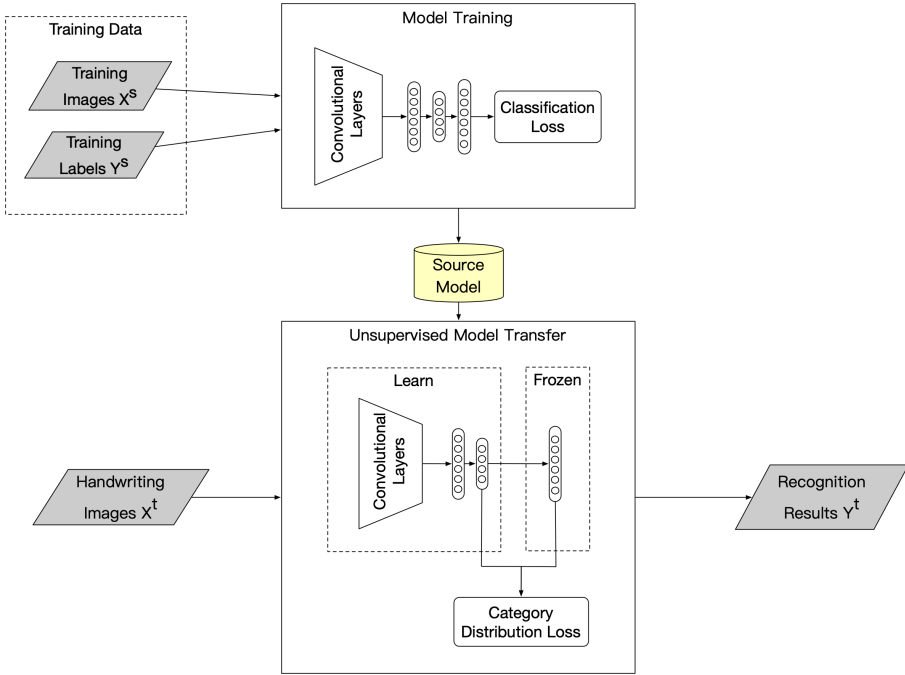 Model Training
Training Data
Training
Images X^s
Training
Labels Y^s
Convolutional
Layers
Classification
Loss
Source
Model
Unsupervised Model Transfer
Learn
Frozen
Convolutional
Layers
Handwriting
Images X^t
Recognition
Results Y^t
Category
Distribution Loss